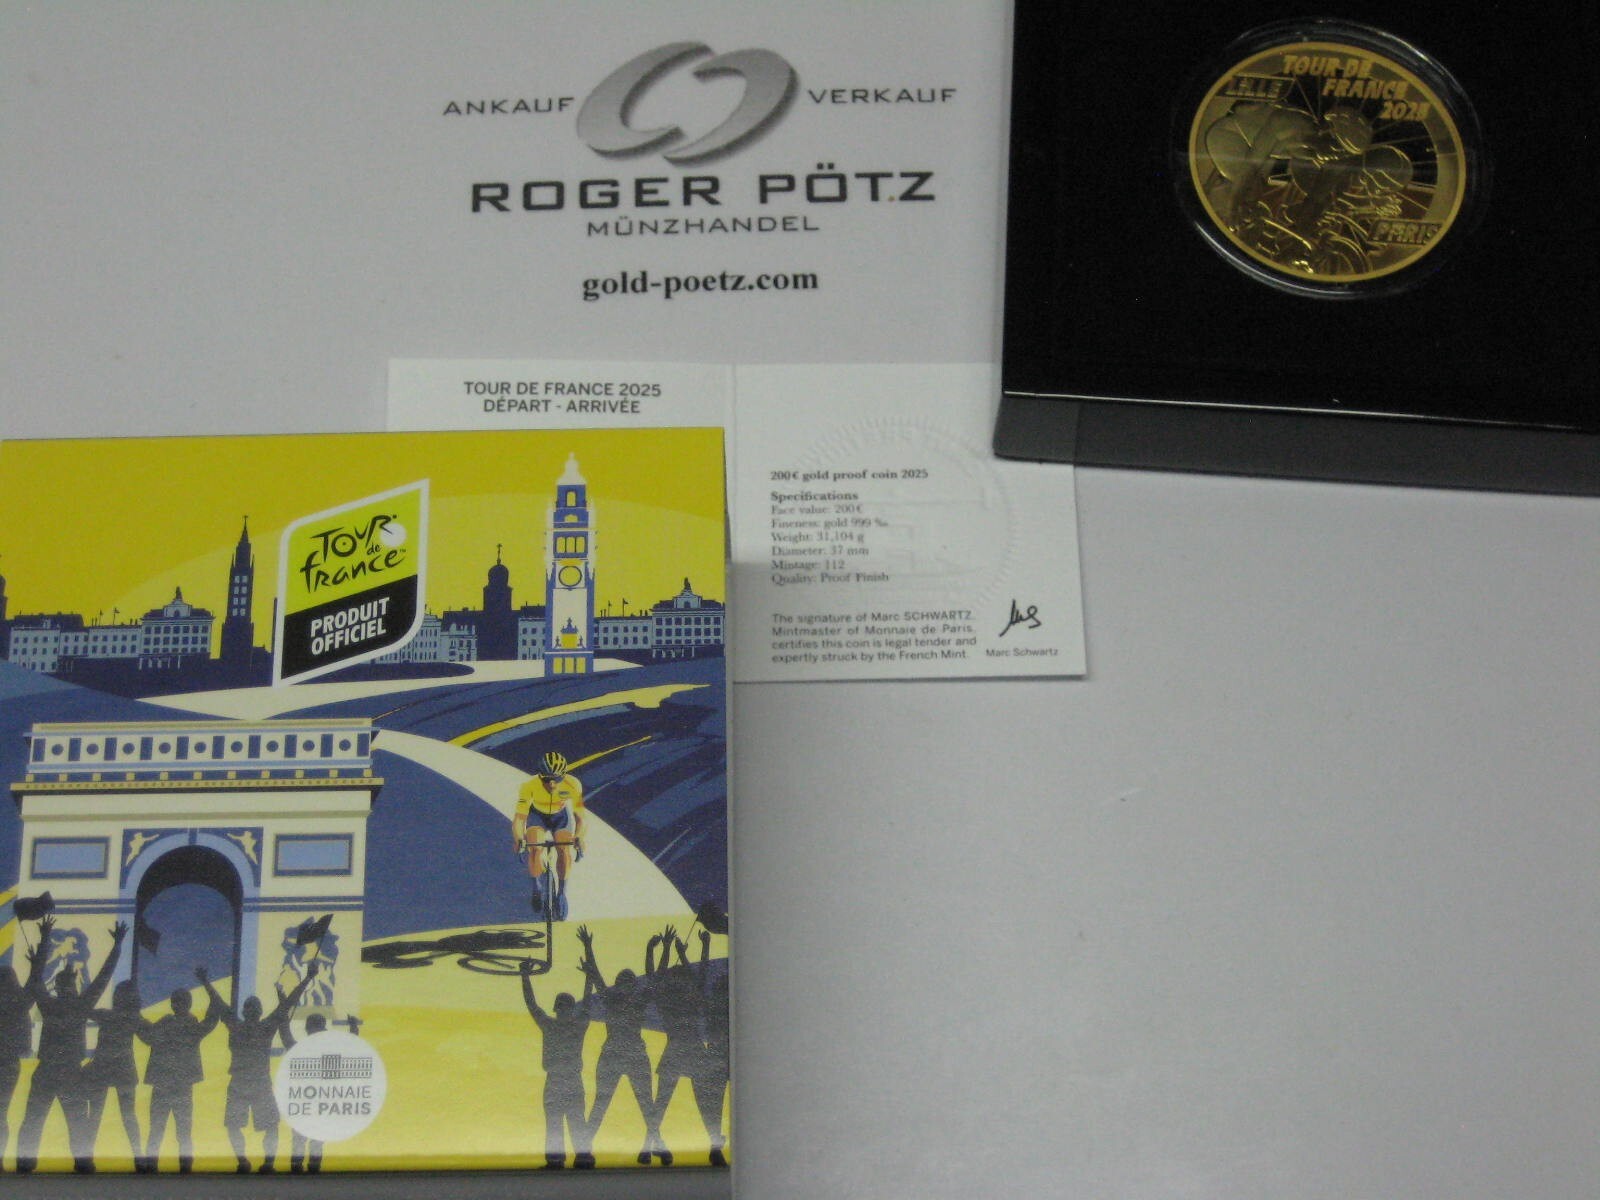 ANKAUF VERKAUF
ROGER PÖTZ
MÜNZHANDEL
gold-poetz.com
TOUR DE
FRANCE
2025
LILLE
PARIS
TOUR DE FRANCE 2025
DÉPART - ARRIVÉE
200€ gold proof coin 2025
Specifications
Face value: 200€
Fineness: gold 999 ‰
Weight: 31,104 g
Diameter: 37 mm
Mintage: 112
Quality: Proof Finish
The signature of Marc SCHWARTZ,
Mintmaster of Monnaie de Paris,
certifies this coin is legal tender and
expertly struck by the French Mint.
Marc Schwartz
TOUR
de
france™
PRODUIT
OFFICIEL
MONNAIE
DE PARIS